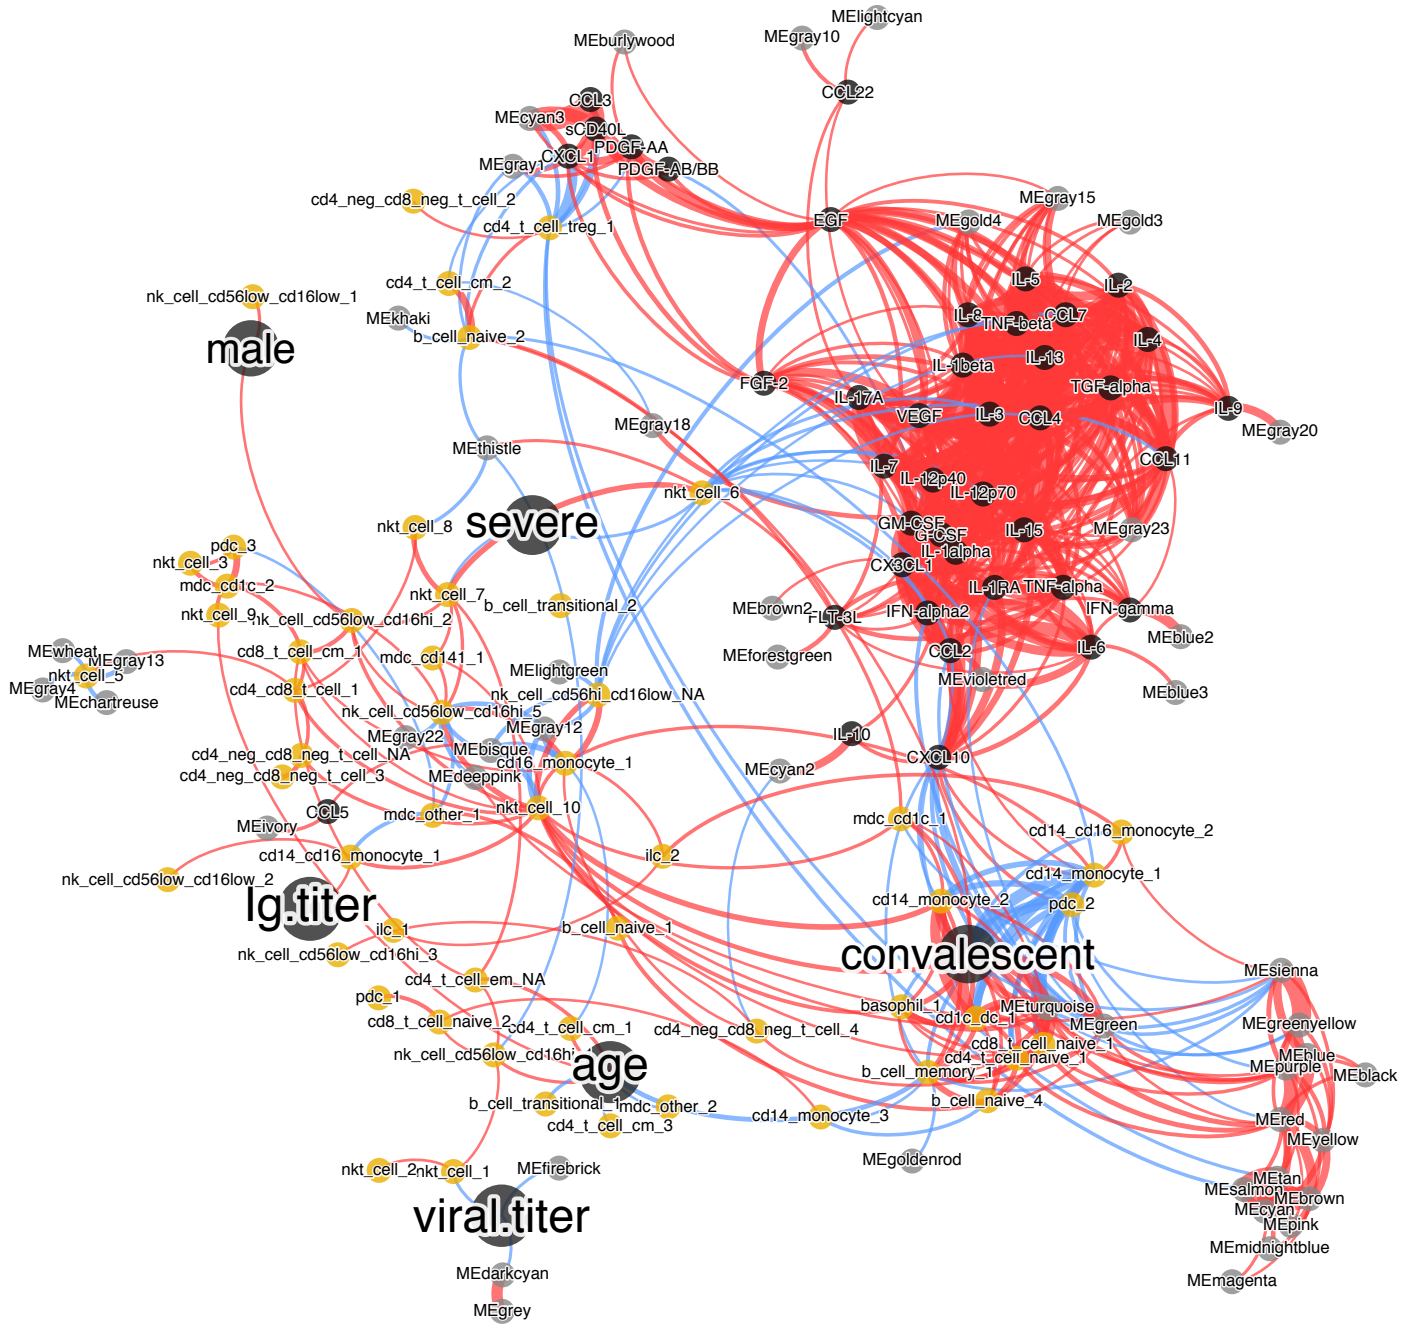 MElightcyan
MEburlywood
MEgray10
CCL22
CCL3
MEcyan3
sCD40L
PDGF-AA
CXCL1
MEgray1
PDGF-AB/BB
cd4_neg_cd8_neg_t_cell_2
MEgray15
EGF
MEgold4
MEgold3
cd4_t_cell_treg_1
cd4_t_cell_cm_2
IL-5
IL-2
nk_cell_cd56low_cd16low_1
MEkhaki
IL-8
TNF-beta
CCL7
b_cell_naive_2
IL-4
male
IL-13
IL-1beta
FGF-2
TGF-alpha
IL-17A
VEGF
IL-3
CCL4
IL-9
MEgray18
MEgray20
MEthistle
IL-7
CCL11
nkt_cell_6
IL-12p40
IL-12p70
nkt_cell_8
severe
GM-CSF
G-CSF
IL-15
MEgray23
pdc_3
IL-1alpha
nkt_cell_3
CX3CL1
mdc_cd1c_2
nkt_cell_7
IL-1RA
TNF-alpha
b_cell_transitional_2
MEbrown2
nkt_cell_9
nk_cell_cd56low_cd16hi_2
FLT-3L
IFN-alpha2
IFN-gamma
MEblue2
MEwheat
MEgray13
cd8_t_cell_cm_1
mdc_cd141_1
MEforestgreen
CCL2
IL-6
nkt_cell_5
MElightgreen
MEvioletred
MEgray4
cd4_cd8_t_cell_1
nk_cell_cd56hi_cd16low_NA
MEblue3
MEchartreuse
nk_cell_cd56low_cd16hi_5
MEgray12
MEgray22
IL-10
cd4_neg_cd8_neg_t_cell_NA
MEbisque
cd16_monocyte_1
CXCL10
cd4_neg_cd8_neg_t_cell_3
MEdeeppink
MEcyan2
CCL5
nkt_cell_10
MEivory
mdc_other_1
mdc_cd1c_1
cd14_cd16_monocyte_2
cd14_cd16_monocyte_1
ilc_2
nk_cell_cd56low_cd16low_2
cd14_monocyte_1
cd14_monocyte_2
pdc_2
Ig.titer
ilc_1
b_cell_naive_1
nk_cell_cd56low_cd16hi_3
convalescent
cd4_t_cell_em_NA
MEsienna
pdc_1
basophil_1
MEturquoise
cd8_t_cell_naive_2
cd4_t_cell_cm_1
cd4_neg_cd8_neg_t_cell_4
cd1c_dc_1
MEgreen
MEgreenyellow
nk_cell_cd56low_cd16hi
cd8_t_cell_naive_1
cd4_t_cell_naive_1
MEblue
age
b_cell_memory_1
MEpurple
MEblack
b_cell_transitional_1
mdc_other_2
b_cell_naive_4
cd14_monocyte_3
cd4_t_cell_cm_3
MEred
MEyellow
nkt_cell_2
nkt_cell_1
MEfirebrick
MEgoldenrod
MEtan
MEsalmon
MEbrown
MEcyan
viral.titer
MEpink
MEmidnightblue
MEdarkcyan
MEmagenta
MEgrey